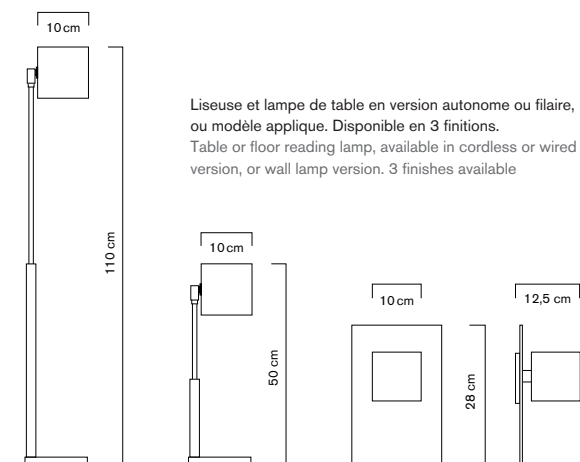 10 cm
Liseuse et lampe de table en version autonome ou filaire,
ou modèle applique. Disponible en 3 finitions.
Table or floor reading lamp, available in cordless or wired
version, or wall lamp version. 3 finishes available
110 cm
10 cm
50 cm
10 cm
28 cm
12,5 cm